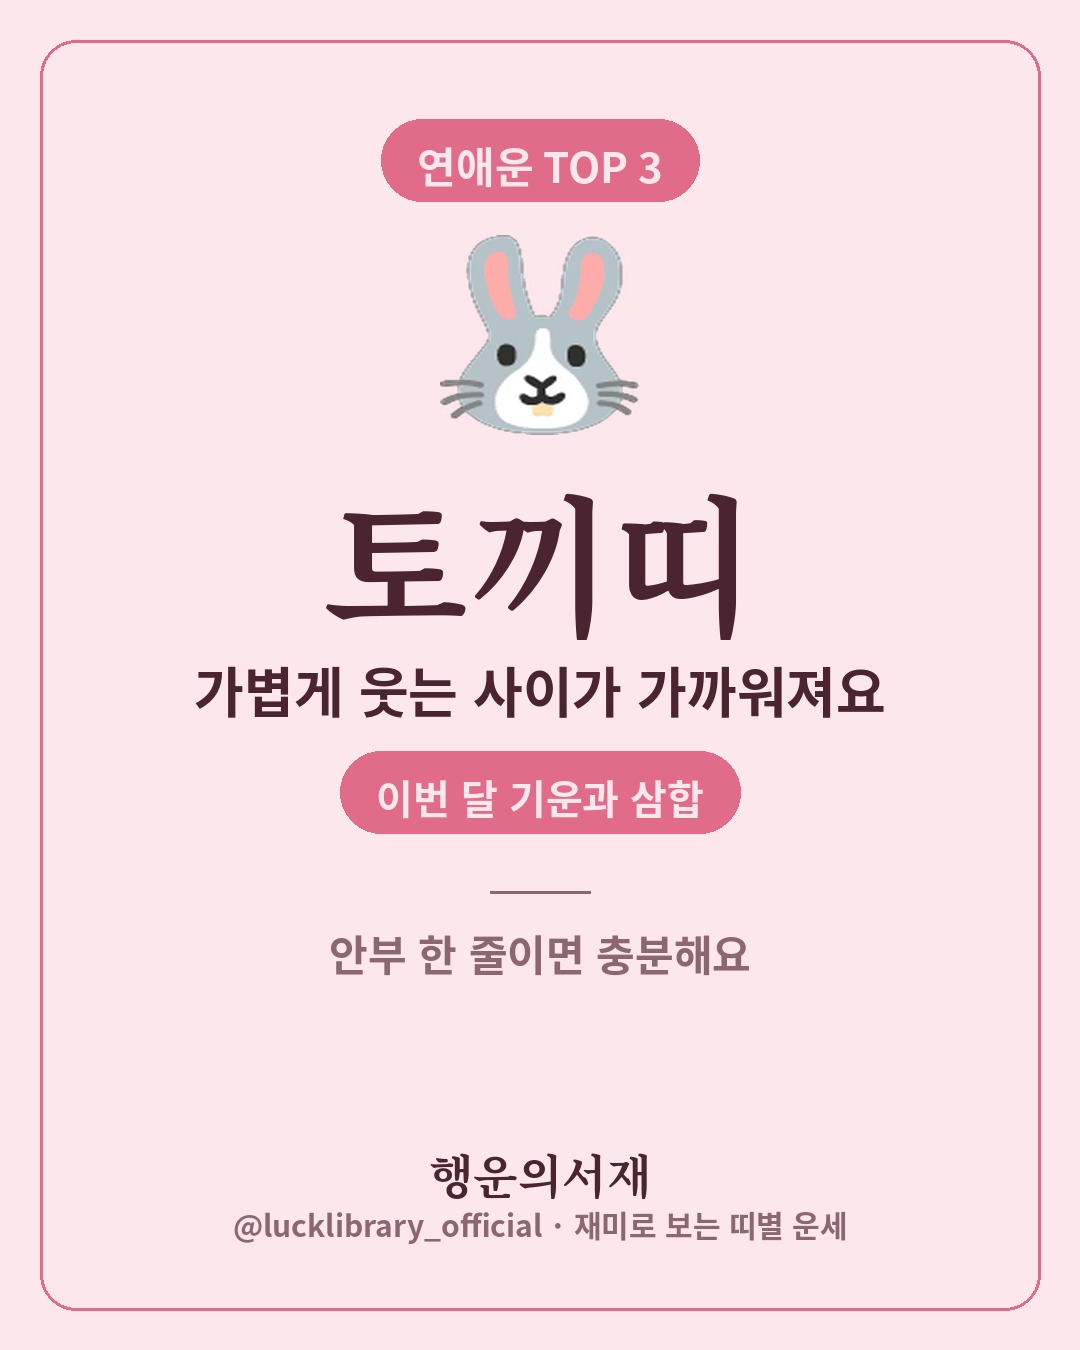 연애운 TOP 3
토끼띠
가볍게 웃는 사이가 가까워져요
이번 달 기운과 삼합
안부 한 줄이면 충분해요
행운의서재
@lucklibrary_official · 재미로 보는 띠별 운세